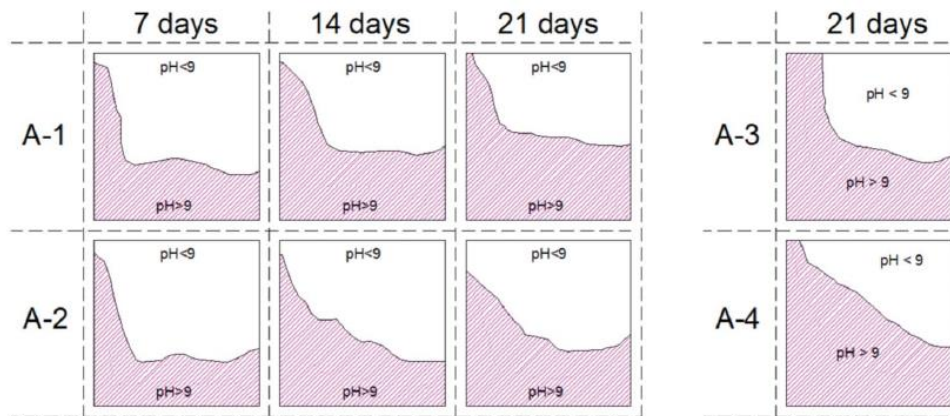 7 days 14 days 21 days 21 days
A-1 pH<9 pH<9 pH<9 A-3 pH < 9
pH>9 pH>9 pH>9 pH > 9
A-2 pH<9 pH<9 pH<9 A-4 pH < 9
pH>9 pH>9 pH>9 pH > 9